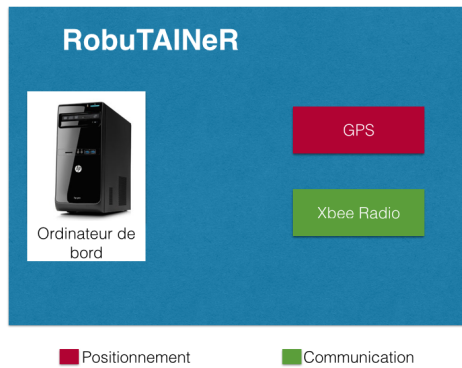 RobuTAINeR
GPS
Xbee Radio
Ordinateur de
bord
Positionnement
Communication